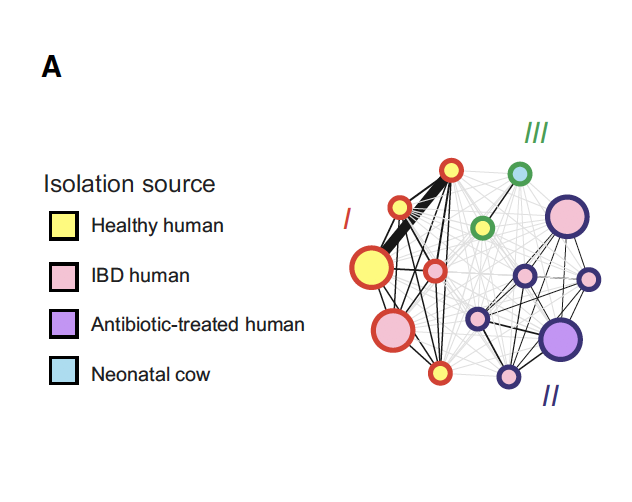 A
III
Isolation source
I
Healthy human
IBD human
Antibiotic-treated human
Neonatal cow
II